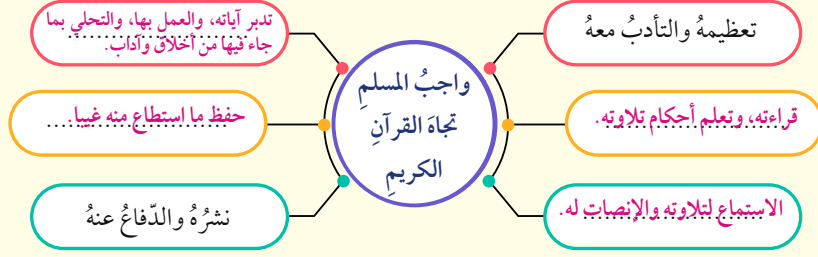 تعظيمهُ والتأدبُ معهُ
قراءته، وتعلم أحكام تلاوته.
الاستماع لتلاوته والإنصات له.
واجبُ المسلمِ
تجاهَ القرآنِ
الكريمِ
تدبر آياته، والعمل بها، والتحلي بما
جاء فيها من أخلاق وآداب.
حفظ ما استطاع منه غيبا.
نشرُهُ والدّفاعُ عنهُ